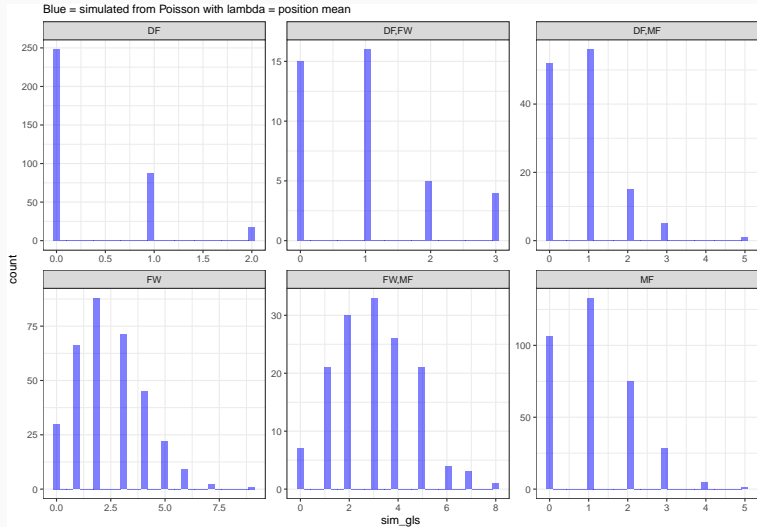 Blue = simulated from Poisson with lambda = position mean
DF
DF,FW
DF,MF
250
200
150
100
50
0
0.0 0.5 1.0 1.5 2.0
15
10
5
0
0 1 2 3
40
20
0
0 1 2 3 4 5
count
FW
FW,MF
MF
75
50
25
0
0.0 2.5 5.0 7.5
30
20
10
0
0 2 4 6 8
100
50
0
0 1 2 3 4 5
sim_gls